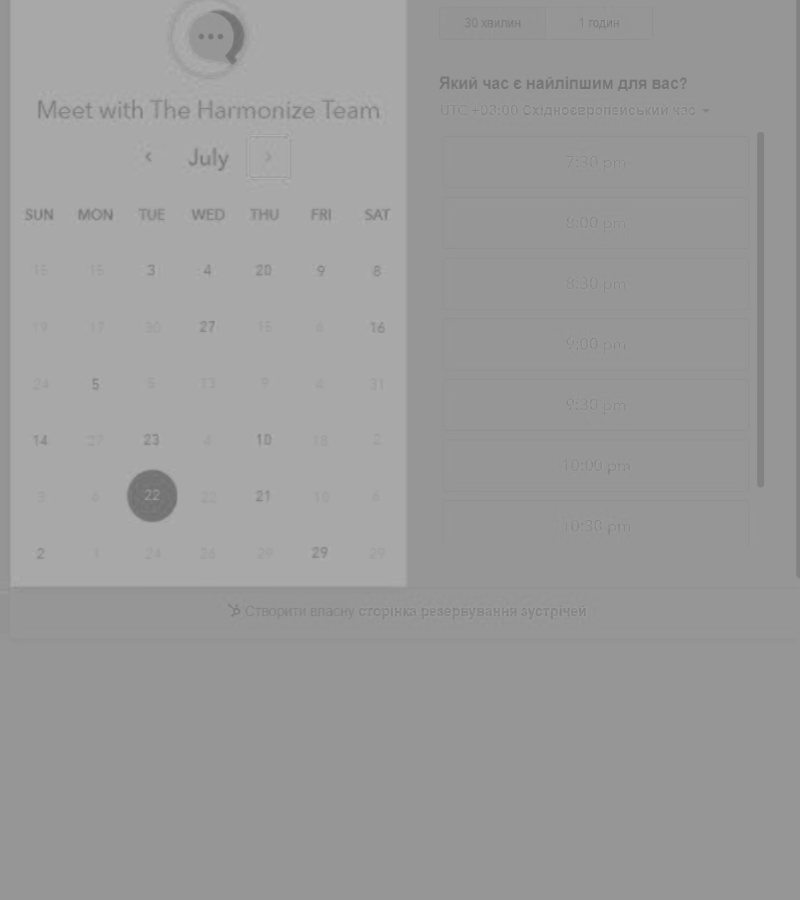 Meet with The Harmonize Team
July
SUN MON TUE WED THU FRI SAT
15 15 3 4 20 9 8
19 17 30 27 15 4 16
24 5 5 13 9 4 31
14 27 23 4 10 15 2
3 4 22 22 21 10 4
2 1 24 26 29 29 29
30 хвилин 1 годин
Який час є найліпшим для вас?
UTC +03:00 Східноєвропейський час
7:30 pm
8:00 pm
8:30 pm
9:00 pm
9:30 pm
10:00 pm
10:30 pm
Створити власну сторінка резервування зустрічей